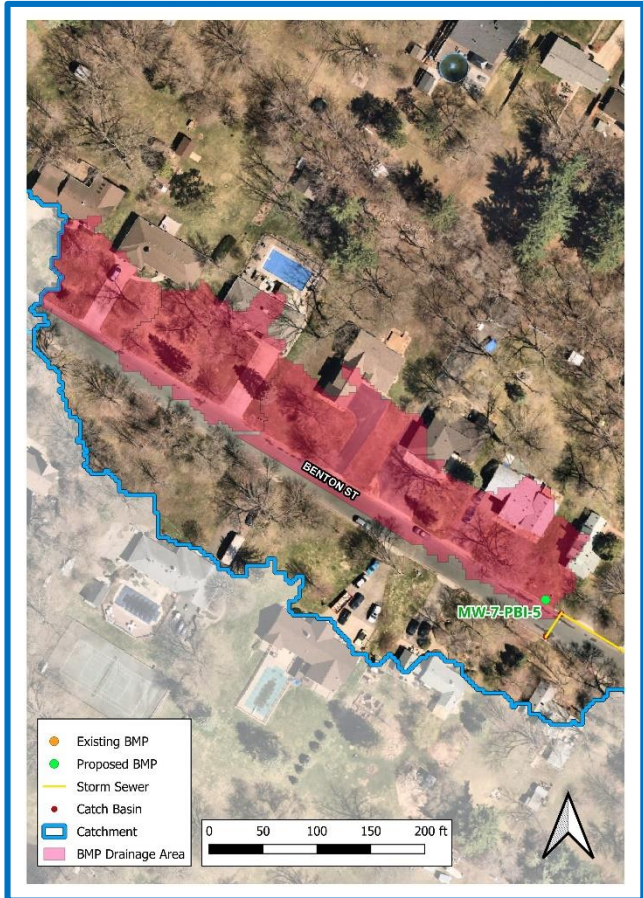 BENTON ST
MW-7-PBI-5
Existing BMP
Proposed BMP
Storm Sewer
Catch Basin
Catchment
BMP Drainage Area
0 50 100 150 200 ft